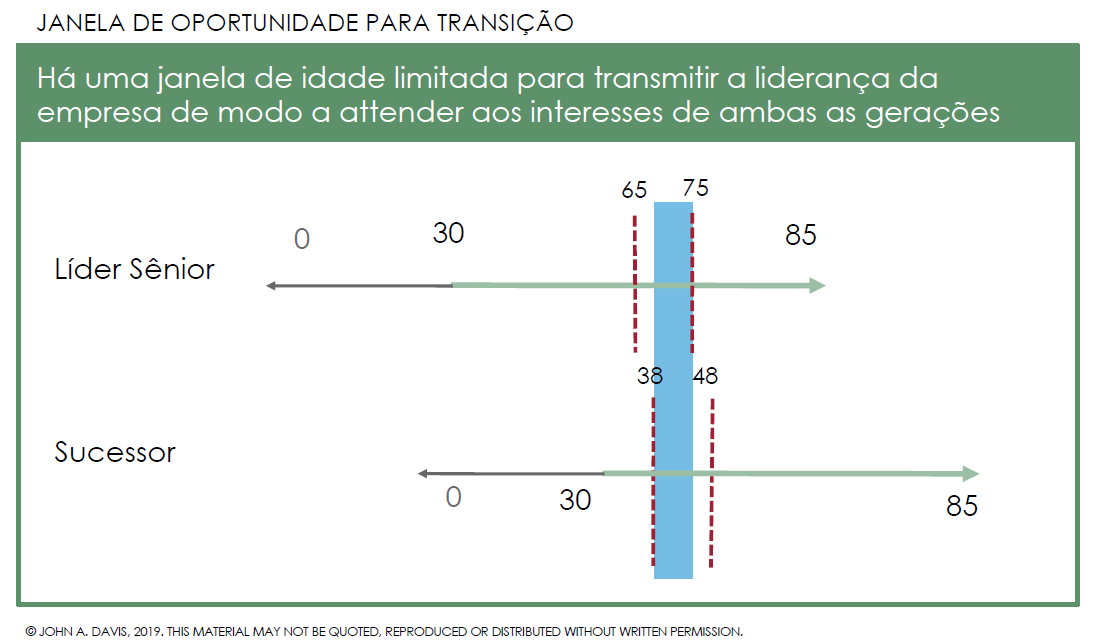 JANELA DE OPORTUNIDADE PARA TRANSIÇÃO
Há uma janela de idade limitada para transmitir a liderança da
empresa de modo a attender aos interesses de ambas as gerações
65 75
0 30 85
Líder Sênior
38 48
Sucessor
0 30 85
© JOHN A. DAVIS, 2019. THIS MATERIAL MAY NOT BE QUOTED, REPRODUCED OR DISTRIBUTED WITHOUT WRITTEN PERMISSION.